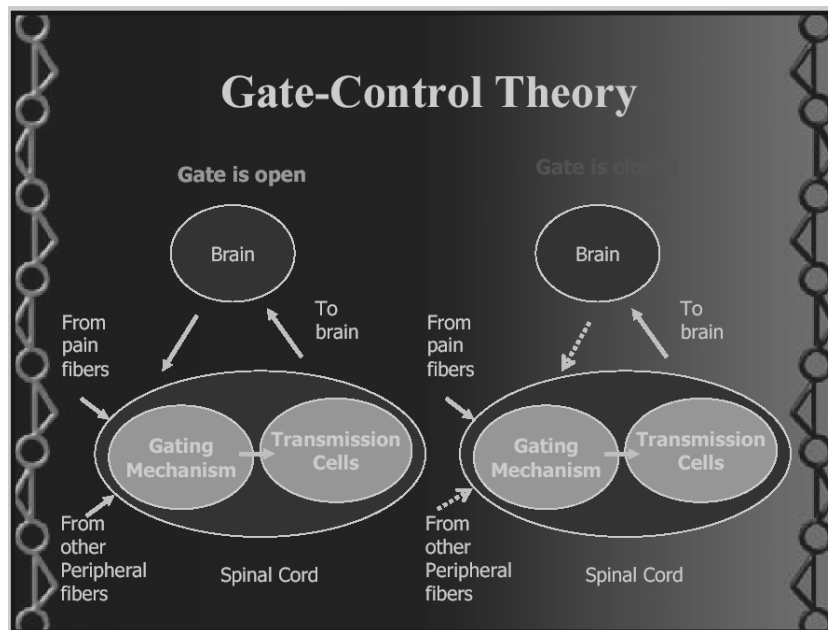 Gate-Control Theory
Gate is open
Brain
From
pain
fibers
To
brain
Gating
Mechanism
Transmission
Cells
From
other
Peripheral
fibers
Spinal Cord
Gate is closed
Brain
From
pain
fibers
To
brain
Gating
Mechanism
Transmission
Cells
From
other
Peripheral
fibers
Spinal Cord